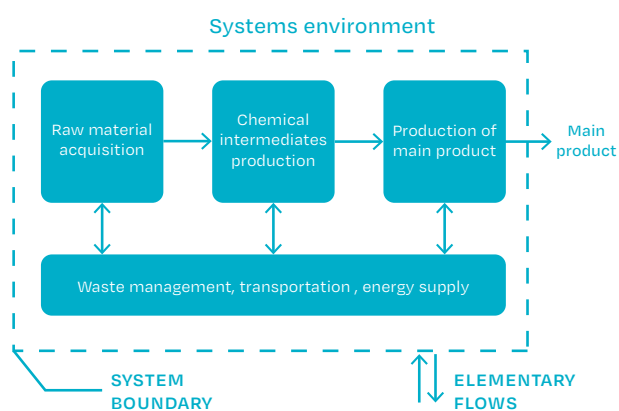 Systems environment
Raw material
acquisition
Chemical
intermediates
production
Production of
main product
Main
product
Waste management, transportation , energy supply
SYSTEM
BOUNDARY
ELEMENTARY
FLOWS